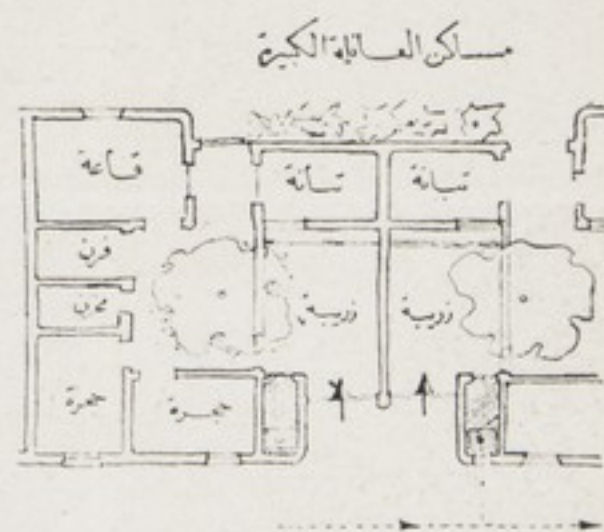 مساكن العائلة الكبيرة
قاعة
تبانة
تبانة
فرن
مخزن
زريبة
زريبة
حجرة
حجرة